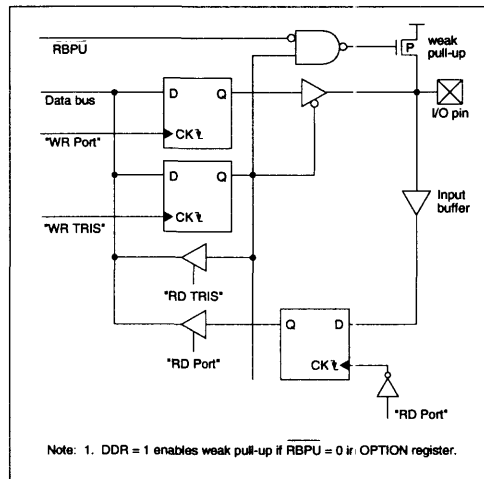 RBPU
P
weak
pull-up
Data bus
D
Q
I/O pin
"WR Port"
CK
D
Q
Input
buffer
"WR TRIS"
CK
"RD TRIS"
Q
D
"RD Port"
CK
"RD Port"
Note: 1. DDR = 1 enables weak pull-up if RBPU = 0 in OPTION register.